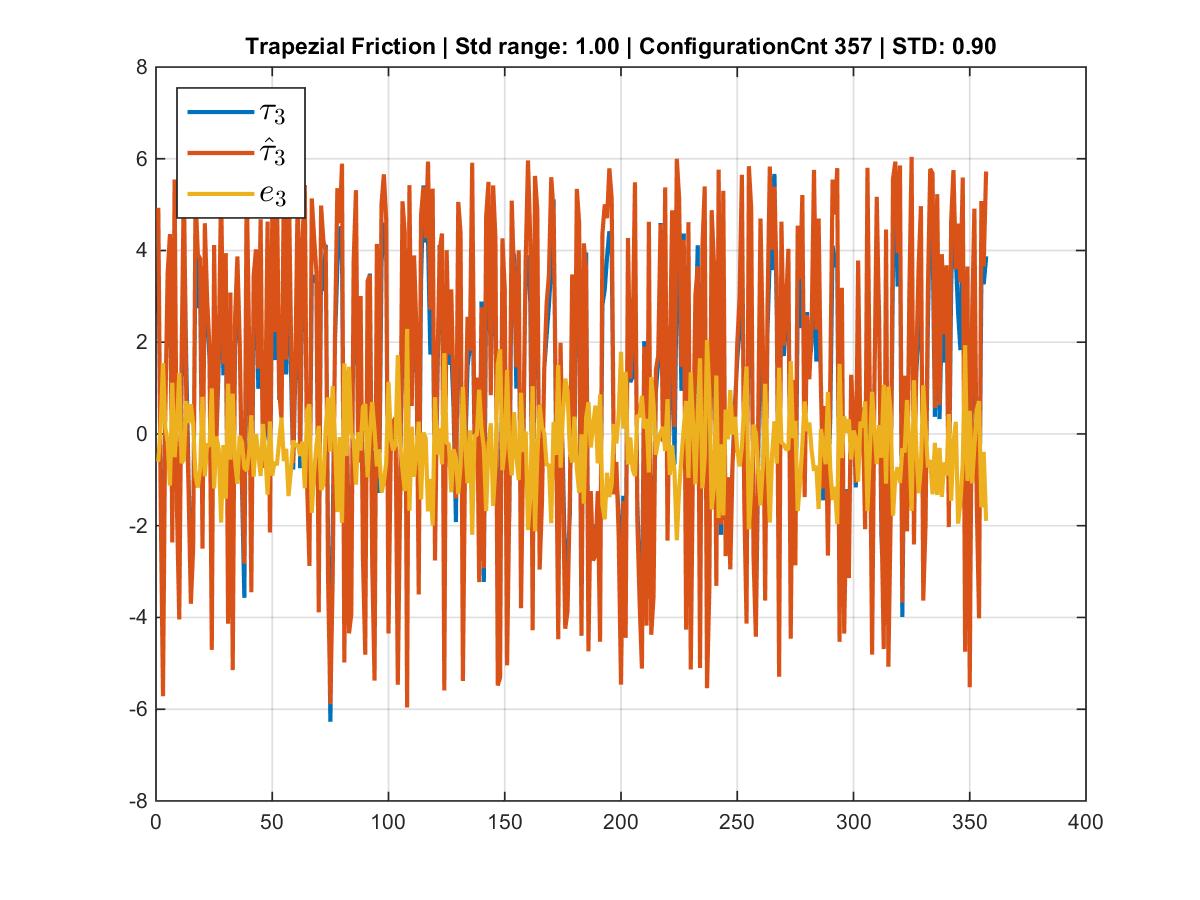 Trapezial Friction | Std range: 1.00 | ConfigurationCnt 357 | STD: 0.90
8
τ₃
τ̂₃
e₃
6
4
2
0
-2
-4
-6
-8
0 50 100 150 200 250 300 350 400